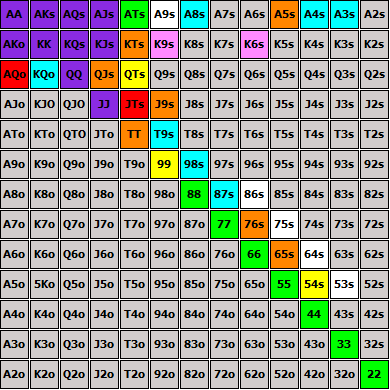 AA AKs AQs AJs ATs A9s A8s A7s A6s A5s A4s A3s A2s
AKo KK KQs KJs KTs K9s K8s K7s K6s K5s K4s K3s K2s
AQo KQo QQ QJs QTs Q9s Q8s Q7s Q6s Q5s Q4s Q3s Q2s
AJo KJO QJO JJ JTs J9s J8s J7s J6s J5s J4s J3s J2s
ATo KTo QTO JTo TT T9s T8s T7s T6s T5s T4s T3s T2s
A9o K9o Q9o J9o T9o 99 98s 97s 96s 95s 94s 93s 92s
A8o K8o Q8o J8o T8o 98o 88 87s 86s 85s 84s 83s 82s
A7o K7o Q7o J7o T7o 97o 87o 77 76s 75s 74s 73s 72s
A6o K6o Q6o J6o T6o 96o 86o 76o 66 65s 64s 63s 62s
A5o 5Ko Q5o J5o T5o 95o 85o 75o 65o 55 54s 53s 52s
A4o K4o Q4o J4o T4o 94o 84o 74o 64o 54o 44 43s 42s
A3o K3o Q3o J3o T3o 93o 83o 73o 63o 53o 43o 33 32s
A2o K2o Q2o J2o T2o 92o 82o 72o 62o 52o 42o 32o 22